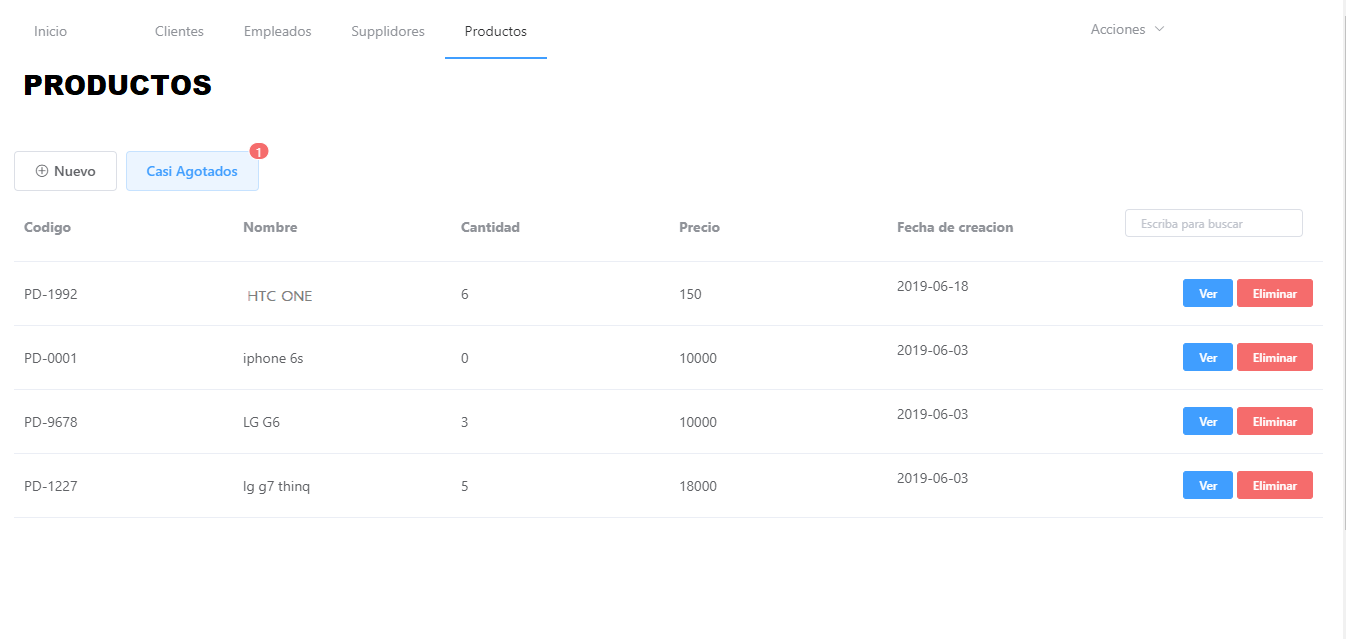 Inicio Clientes Empleados Supplidores Productos Acciones
PRODUCTOS
Nuevo Casi Agotados 1
Codigo Nombre Cantidad Precio Fecha de creacion Escriba para buscar
PD-1992 HTC ONE 6 150 2019-06-18 Ver Eliminar
PD-0001 iphone 6s 0 10000 2019-06-03 Ver Eliminar
PD-9678 LG G6 3 10000 2019-06-03 Ver Eliminar
PD-1227 lg g7 thinq 5 18000 2019-06-03 Ver Eliminar